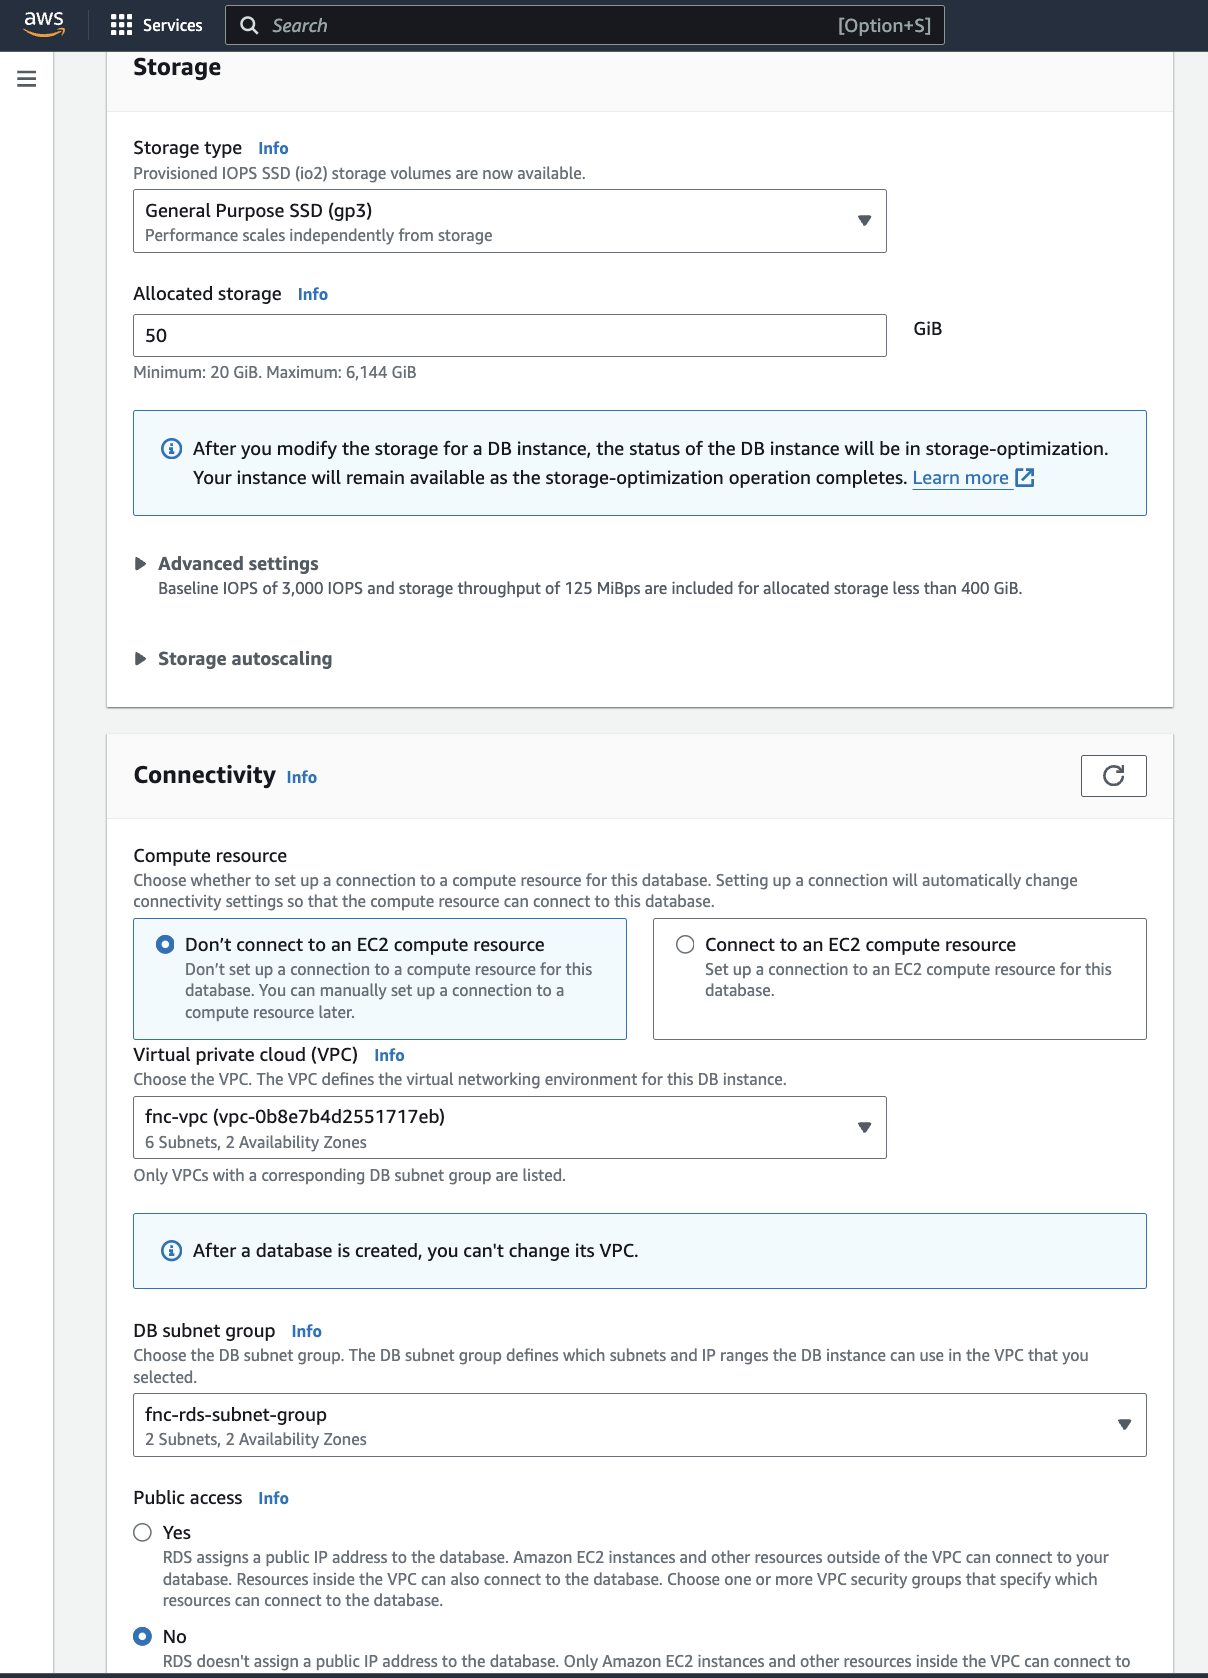 aws
Services
Search
[Option+S]
Storage
Storage type Info
Provisioned IOPS SSD (io2) storage volumes are now available.
General Purpose SSD (gp3)
Performance scales independently from storage
Allocated storage Info
50
GiB
Minimum: 20 GiB. Maximum: 6,144 GiB
After you modify the storage for a DB instance, the status of the DB instance will be in storage-optimization.
Your instance will remain available as the storage-optimization operation completes. Learn more
Advanced settings
Baseline IOPS of 3,000 IOPS and storage throughput of 125 MiBps are included for allocated storage less than 400 GiB.
Storage autoscaling
Connectivity Info
Compute resource
Choose whether to set up a connection to a compute resource for this database. Setting up a connection will automatically change
connectivity settings so that the compute resource can connect to this database.
Don’t connect to an EC2 compute resource
Don’t set up a connection to a compute resource for this
database. You can manually set up a connection to a
compute resource later.
Connect to an EC2 compute resource
Set up a connection to an EC2 compute resource for this
database.
Virtual private cloud (VPC) Info
Choose the VPC. The VPC defines the virtual networking environment for this DB instance.
fnc-vpc (vpc-0b8e7b4d2551717eb)
6 Subnets, 2 Availability Zones
Only VPCs with a corresponding DB subnet group are listed.
After a database is created, you can't change its VPC.
DB subnet group Info
Choose the DB subnet group. The DB subnet group defines which subnets and IP ranges the DB instance can use in the VPC that you
selected.
fnc-rds-subnet-group
2 Subnets, 2 Availability Zones
Public access Info
Yes
RDS assigns a public IP address to the database. Amazon EC2 instances and other resources outside of the VPC can connect to your
database. Resources inside the VPC can also connect to the database. Choose one or more VPC security groups that specify which
resources can connect to the database.
No
RDS doesn't assign a public IP address to the database. Only Amazon EC2 instances and other resources inside the VPC can connect to